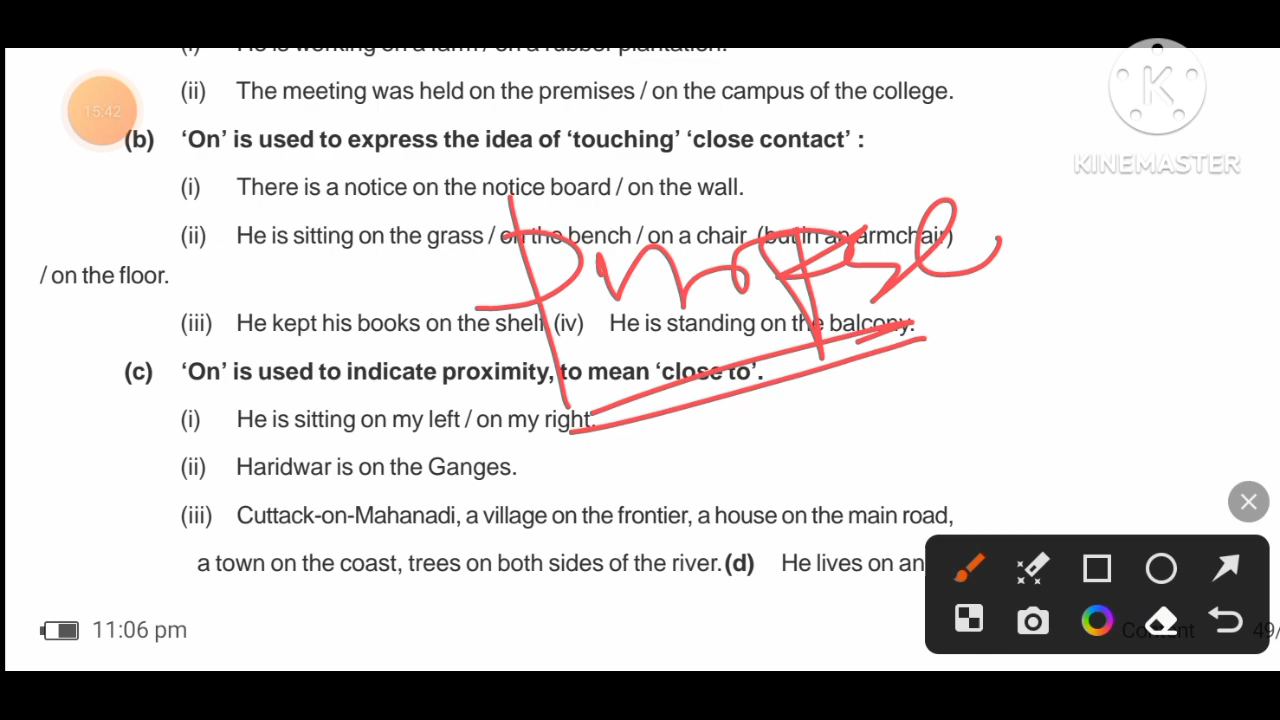 (ii) The meeting was held on the premises / on the campus of the college.
15:42
(b) ‘On’ is used to express the idea of ‘touching’ ‘close contact’ :
KINEMASTER
(i) There is a notice on the notice board / on the wall.
(ii) He is sitting on the grass / on the bench / on a chair (but in an armchair)
/ on the floor.
(iii) He kept his books on the shelf (iv) He is standing on the balcony.
(c) ‘On’ is used to indicate proximity, to mean ‘close to’.
(i) He is sitting on my left / on my right.
(ii) Haridwar is on the Ganges.
(iii) Cuttack-on-Mahanadi, a village on the frontier, a house on the main road,
a town on the coast, trees on both sides of the river. (d) He lives on an
11:06 pm
Content 49/